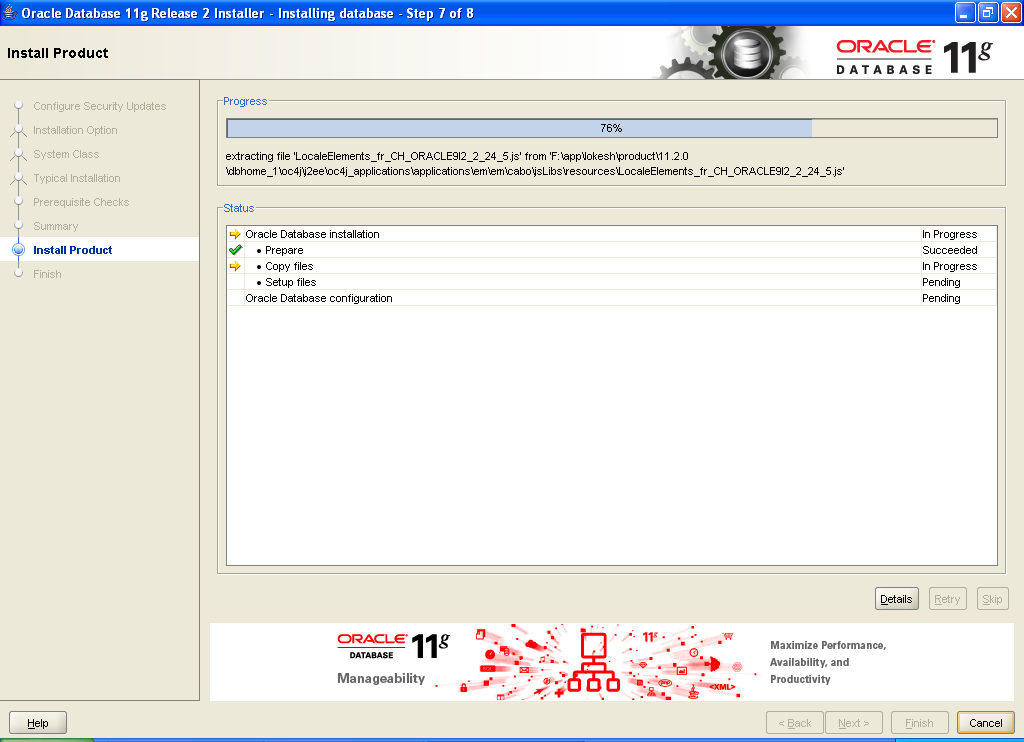 Oracle Database 11g Release 2 Installer - Installing database - Step 7 of 8
Install Product
ORACLE
DATABASE 11g
Configure Security Updates
Installation Option
System Class
Typical Installation
Prerequisite Checks
Summary
Install Product
Finish
Progress
76%
extracting file 'LocaleElements_fr_CH_ORACLE9I2_2_24_5.js' from 'F:\app\lokesh\product\11.2.0
\dbhome_1\oc4j\j2ee\oc4j_applications\applications\em\em\cabo\jsLibs\resources\LocaleElements_fr_CH_ORACLE9I2_2_24_5.js'
Status
Oracle Database installation In Progress
• Prepare Succeeded
• Copy files In Progress
• Setup files Pending
Oracle Database configuration Pending
Details Retry Skip
ORACLE
DATABASE 11g
Manageability
11g
<XML>
Maximize Performance,
Availability, and
Productivity
Help < Back Next > Finish Cancel